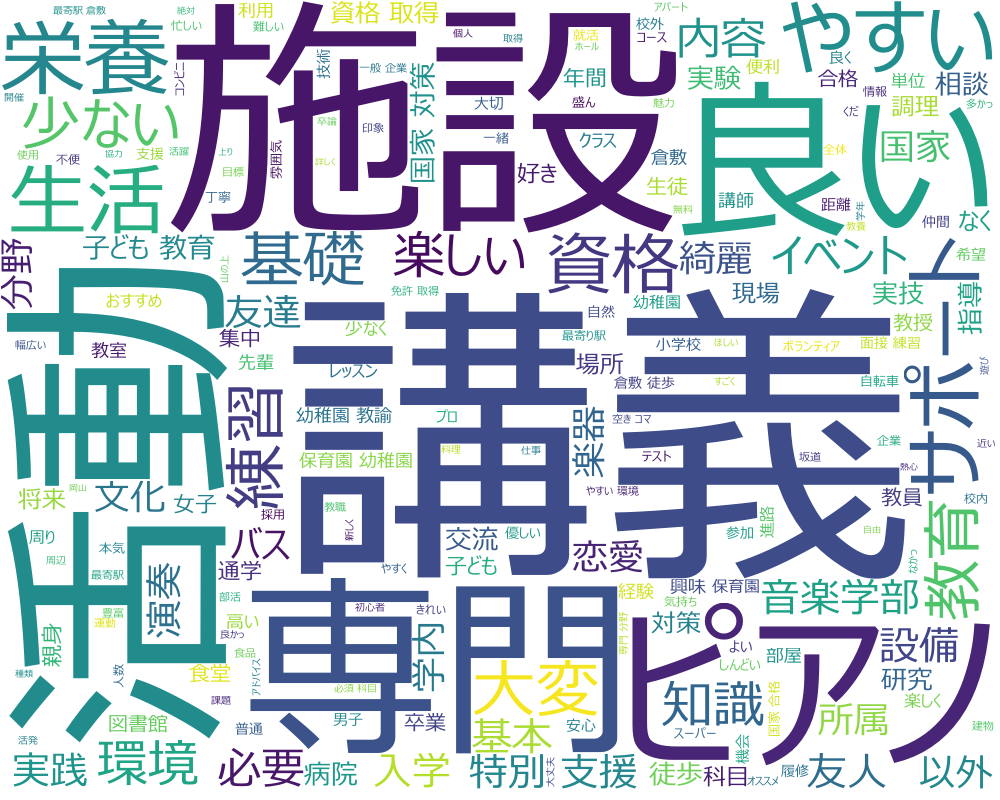 最寄駅 倉敷
絶対
アパート
忙しい
利用
難しい
資格 取得
個人
取得
就活
ホール
校外
コース
内容
やすい
栄養
施設
良い
コンビニ
技術
一般 企業
年間
実験
良く
便利
合格
単位
相談
情報
多かっ
開催
少ない
国家 対策
大切
盛ん
魅力
調理
くだ
使用
不便
協力
支援
活躍
上り
卒論
印象
一緒
クラス
倉敷
全体
国家
目標
詳しく
雰囲気
丁寧
好き
生徒
講師
無料
距離
教養
学年
仲間
なく
生活
子ども 教育
基礎
楽しい
資格
綺麗
イベント
希望
分野
山の上
免許 取得
おすすめ
友達
少なく
自然
幼稚園
現場
実技
指導
幅広い
教室
集中
最寄り駅
小学校
ほしい
ボランティア
教授
面接 練習
活動
先輩
レッスン
場所
倉敷 徒歩
すごく
自転車
遊び
サポート
講義
練習
幼稚園 教諭
プロ
楽器
空き コマ
企業
保育園 幼稚園
料理
仕事
テスト
坂道
熱心
近い
将来
岡山
文化
女子
採用
教職
新しく
やすい 環境
教員
校内
周り
本気
バス
交流
優しい
参加
進路
自由
なかっ
教育
周辺
最寄駅
演奏
通学
やすく
子ども
恋愛
興味 保育園
音楽学部
豊富
運動
部活
初心者
きれい
経験
気持ち
親身
良かっ
高い
専門
学内
専門 分野
対策
よい
しんどい
部屋
設備
種類
人数
食堂
食品
アドバイス
必須 科目
大変
ピアノ
知識
国家 合格
研究
図書館
課題
男子
卒業
基本
安心
スーパー
機会
所属
楽しく
活発
普通
建物
実践
環境
必要
病院
入学
特別
大丈夫
支援
徒歩
科目
オススメ
履修
友人
以外